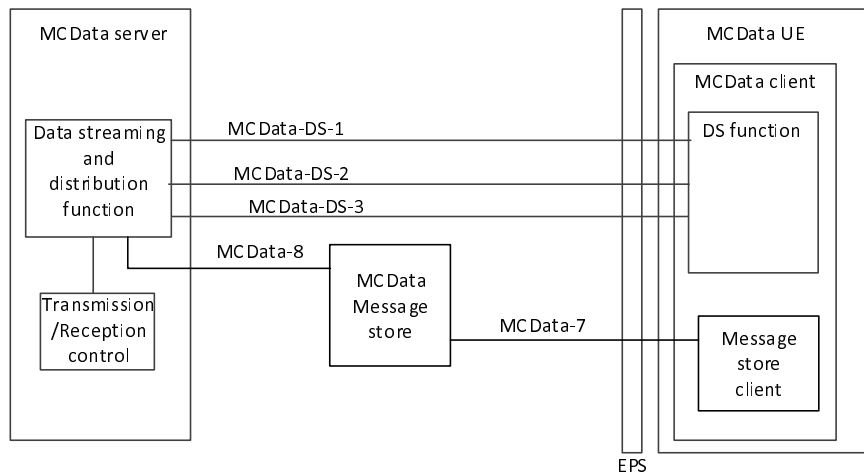 MCData server
MCData UE
MCData client
Data streaming
and
distribution
function
MCData-DS-1
MCData-DS-2
MCData-DS-3
DS function
MCData-8
MCData
Message
store
MCData-7
Transmission
/Reception
control
Message
store
client
EPS